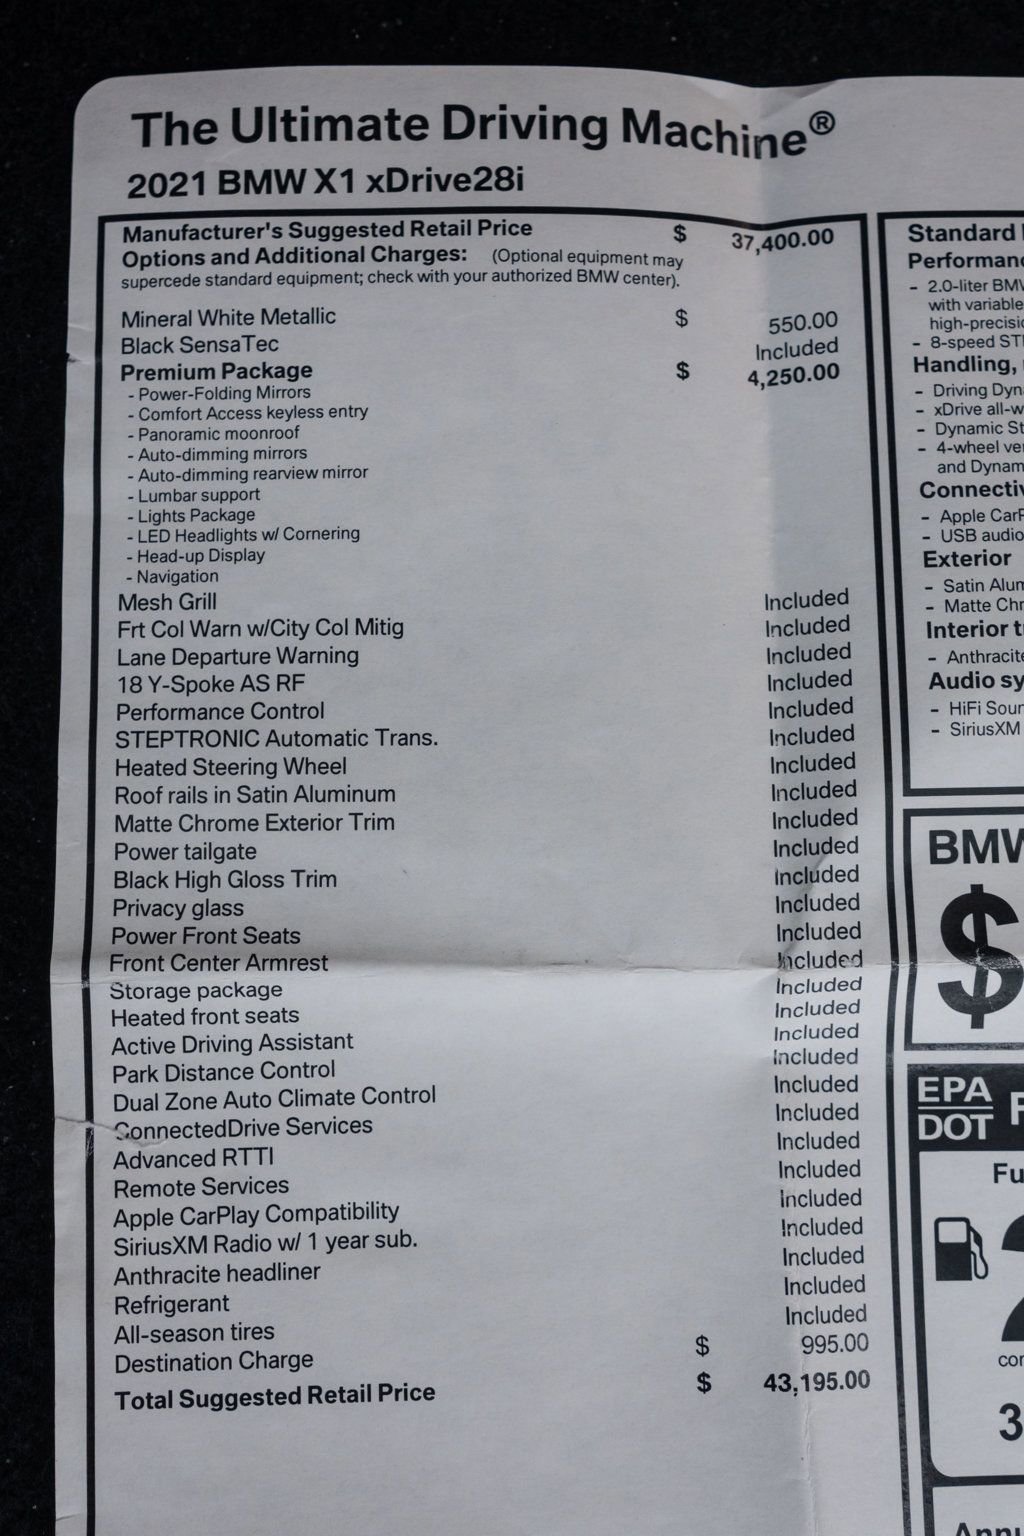 The Ultimate Driving Machine®
2021 BMW X1 xDrive28i
Manufacturer's Suggested Retail Price $ 37,400.00
Options and Additional Charges: (Optional equipment may
supercede standard equipment; check with your authorized BMW center).
Mineral White Metallic $ 550.00
Black SensaTec Included
Premium Package $ 4,250.00
- Power-Folding Mirrors
- Comfort Access keyless entry
- Panoramic moonroof
- Auto-dimming mirrors
- Auto-dimming rearview mirror
- Lumbar support
- Lights Package
- LED Headlights w/ Cornering
- Head-up Display
- Navigation
Mesh Grill Included
Frt Col Warn w/City Col Mitig Included
Lane Departure Warning Included
18 Y-Spoke AS RF Included
Performance Control Included
STEPTRONIC Automatic Trans. Included
Heated Steering Wheel Included
Roof rails in Satin Aluminum Included
Matte Chrome Exterior Trim Included
Power tailgate Included
Black High Gloss Trim Included
Privacy glass Included
Power Front Seats Included
Front Center Armrest Included
Storage package Included
Heated front seats Included
Active Driving Assistant Included
Park Distance Control Included
Dual Zone Auto Climate Control Included
ConnectedDrive Services Included
Advanced RTTI Included
Remote Services Included
Apple CarPlay Compatibility Included
SiriusXM Radio w/ 1 year sub. Included
Anthracite headliner Included
Refrigerant Included
All-season tires Included
Destination Charge $ 995.00
Total Suggested Retail Price $ 43,195.00
Standard
Performan
- 2.0-liter BMW
with variable
high-precisi
- 8-speed ST
Handling,
- Driving Dyn
- xDrive all-w
- Dynamic St
- 4-wheel ve
and Dynam
Connectiv
- Apple CarP
- USB audio
Exterior
- Satin Alum
- Matte Chr
Interior t
- Anthracite
Audio sy
- HiFi Soun
- SiriusXM
BMW
$
EPA
DOT
Fu
2
com
3
Annu